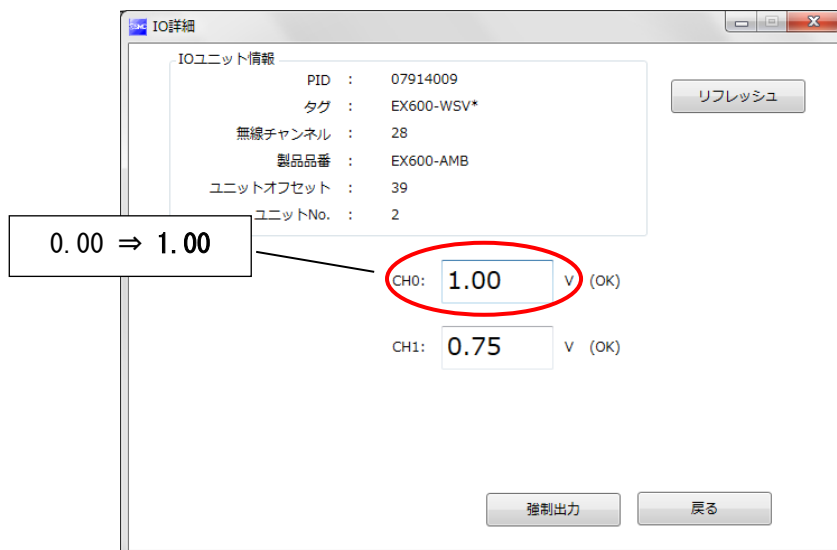 IO詳細
IOユニット情報
PID : 07914009
タグ : EX600-WSV*
無線チャンネル : 28
製品品番 : EX600-AMB
ユニットオフセット : 39
ユニットNo. : 2
リフレッシュ
0.00 ⇒ 1.00
CH0: 1.00 V (OK)
CH1: 0.75 V (OK)
強制出力
戻る